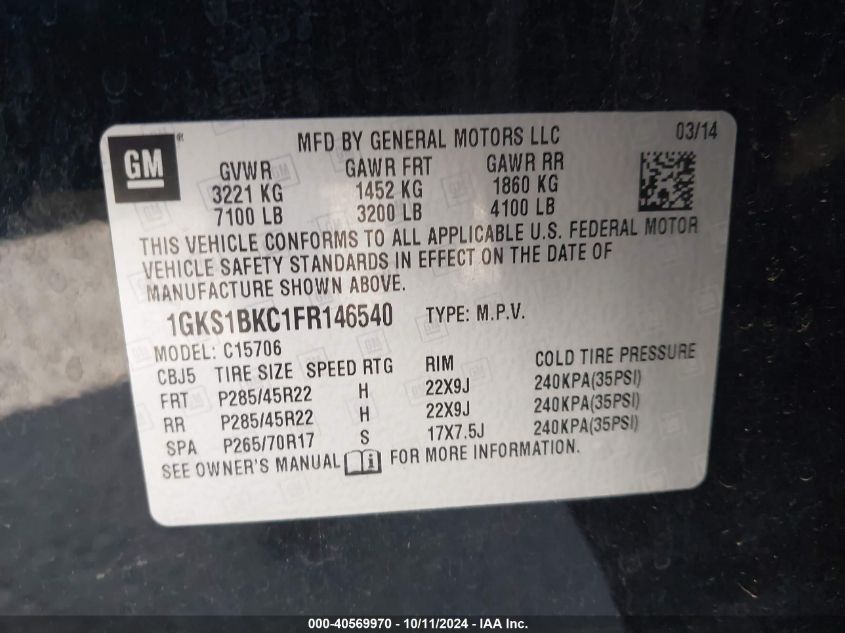 GM
MFD BY GENERAL MOTORS LLC 03/14
GVWR GAWR FRT GAWR RR
3221 KG 1452 KG 1860 KG
7100 LB 3200 LB 4100 LB
THIS VEHICLE CONFORMS TO ALL APPLICABLE U.S. FEDERAL MOTOR
VEHICLE SAFETY STANDARDS IN EFFECT ON THE DATE OF
MANUFACTURE SHOWN ABOVE.
1GKS1BKC1FR146540 TYPE: M.P.V.
MODEL: C15706
CBJ5 TIRE SIZE SPEED RTG RIM COLD TIRE PRESSURE
FRT P285/45R22 H 22X9J 240KPA(35PSI)
RR P285/45R22 H 22X9J 240KPA(35PSI)
SPA P265/70R17 S 17X7.5J 240KPA(35PSI)
SEE OWNER'S MANUAL FOR MORE INFORMATION.
000-40569970 - 10/11/2024 - IAA Inc.